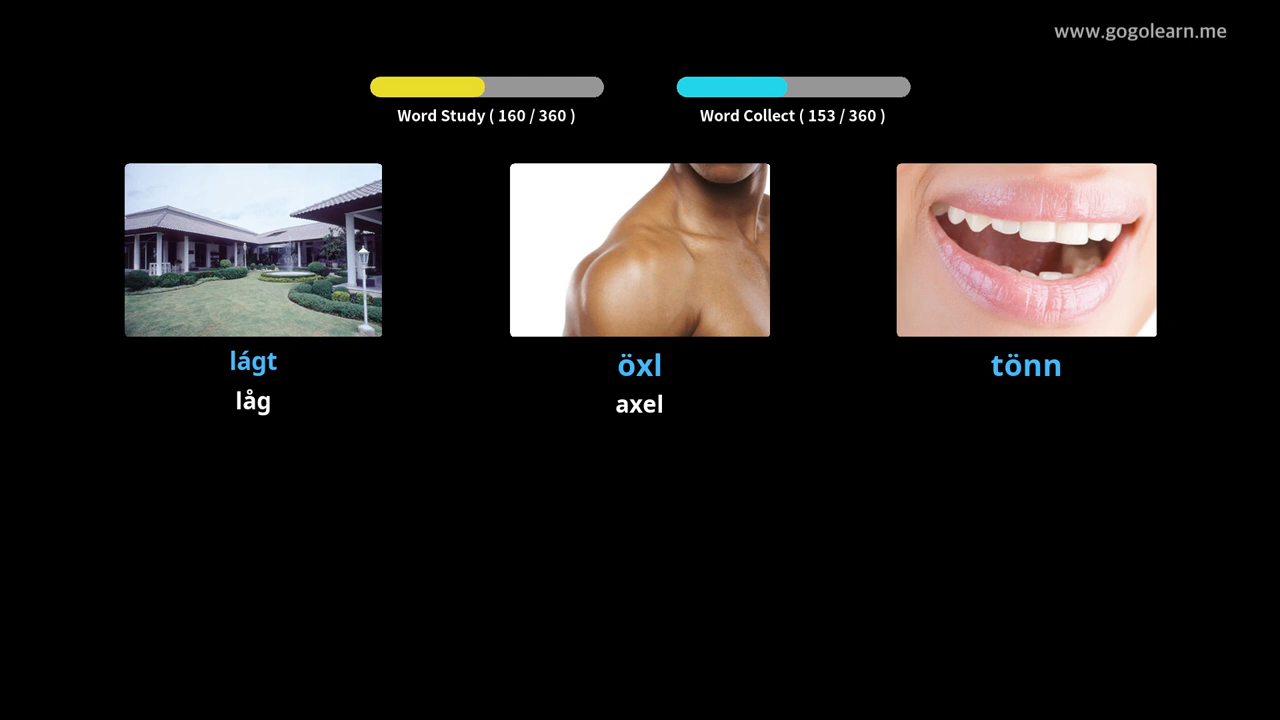 www.gogolearn.me
Word Study ( 160 / 360 )
Word Collect ( 153 / 360 )
lágt
låg
öxl
axel
tönn